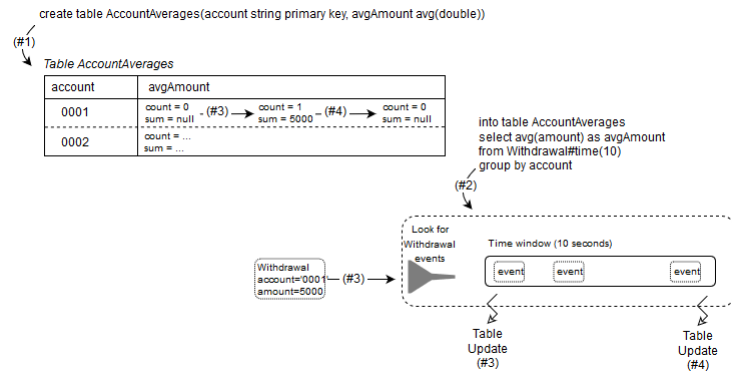 create table AccountAverages(account string primary key, avgAmount avg(double))
(#1)
Table AccountAverages
account avgAmount
0001
count = 0
sum = null
(#3)
count = 1
sum = 5000
(#4)
count = 0
sum = null
0002
count = ...
sum = ...
into table AccountAverages
select avg(amount) as avgAmount
from Withdrawal#time(10)
group by account
(#2)
Look for
Withdrawal
events
Time window (10 seconds)
event event event
Withdrawal
account='0001'
amount=5000
(#3)
Table
Update
(#3)
Table
Update
(#4)